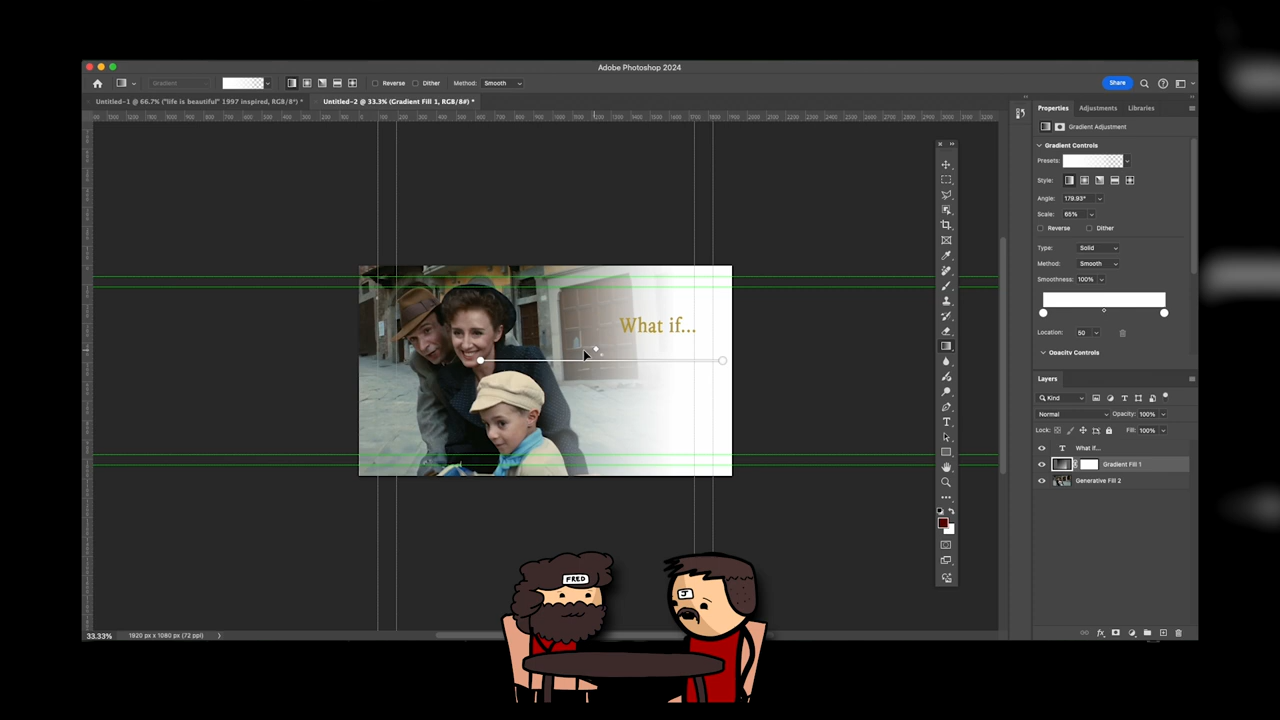 Adobe Photoshop 2024
Gradient
Reverse
Dither
Method: Smooth
Share
Untitled-1 @ 66.7% ("life is beautiful" 1997 inspired, RGB/8*) *
Untitled-2 @ 33.3% (Gradient Fill 1, RGB/8#) *
Properties
Adjustments
Libraries
Gradient Adjustment
Gradient Controls
Presets:
Style:
Angle: 179.93°
Scale: 65%
Reverse
Dither
Type: Solid
Method: Smooth
Smoothness: 100%
Location: 50
Opacity Controls
What if...
Layers
Kind
Normal
Opacity: 100%
Lock:
Fill: 100%
What if...
Gradient Fill 1
Generative Fill 2
FRED
J
33.33%
1920 px x 1080 px (72 ppi)